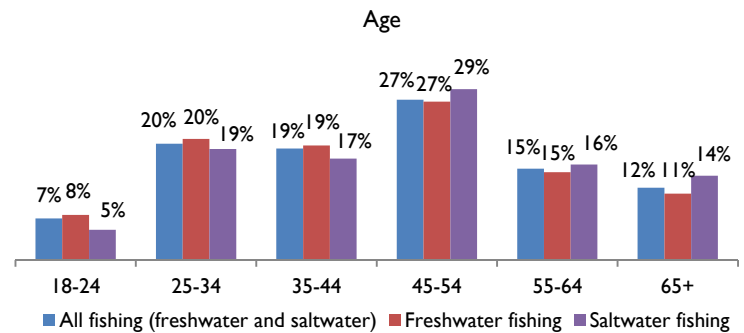 Age
27% 27% 29%
20% 20% 19%
19% 19% 17%
15% 15% 16%
12% 11% 14%
7% 8% 5%
18-24 25-34 35-44 45-54 55-64 65+
All fishing (freshwater and saltwater) Freshwater fishing Saltwater fishing